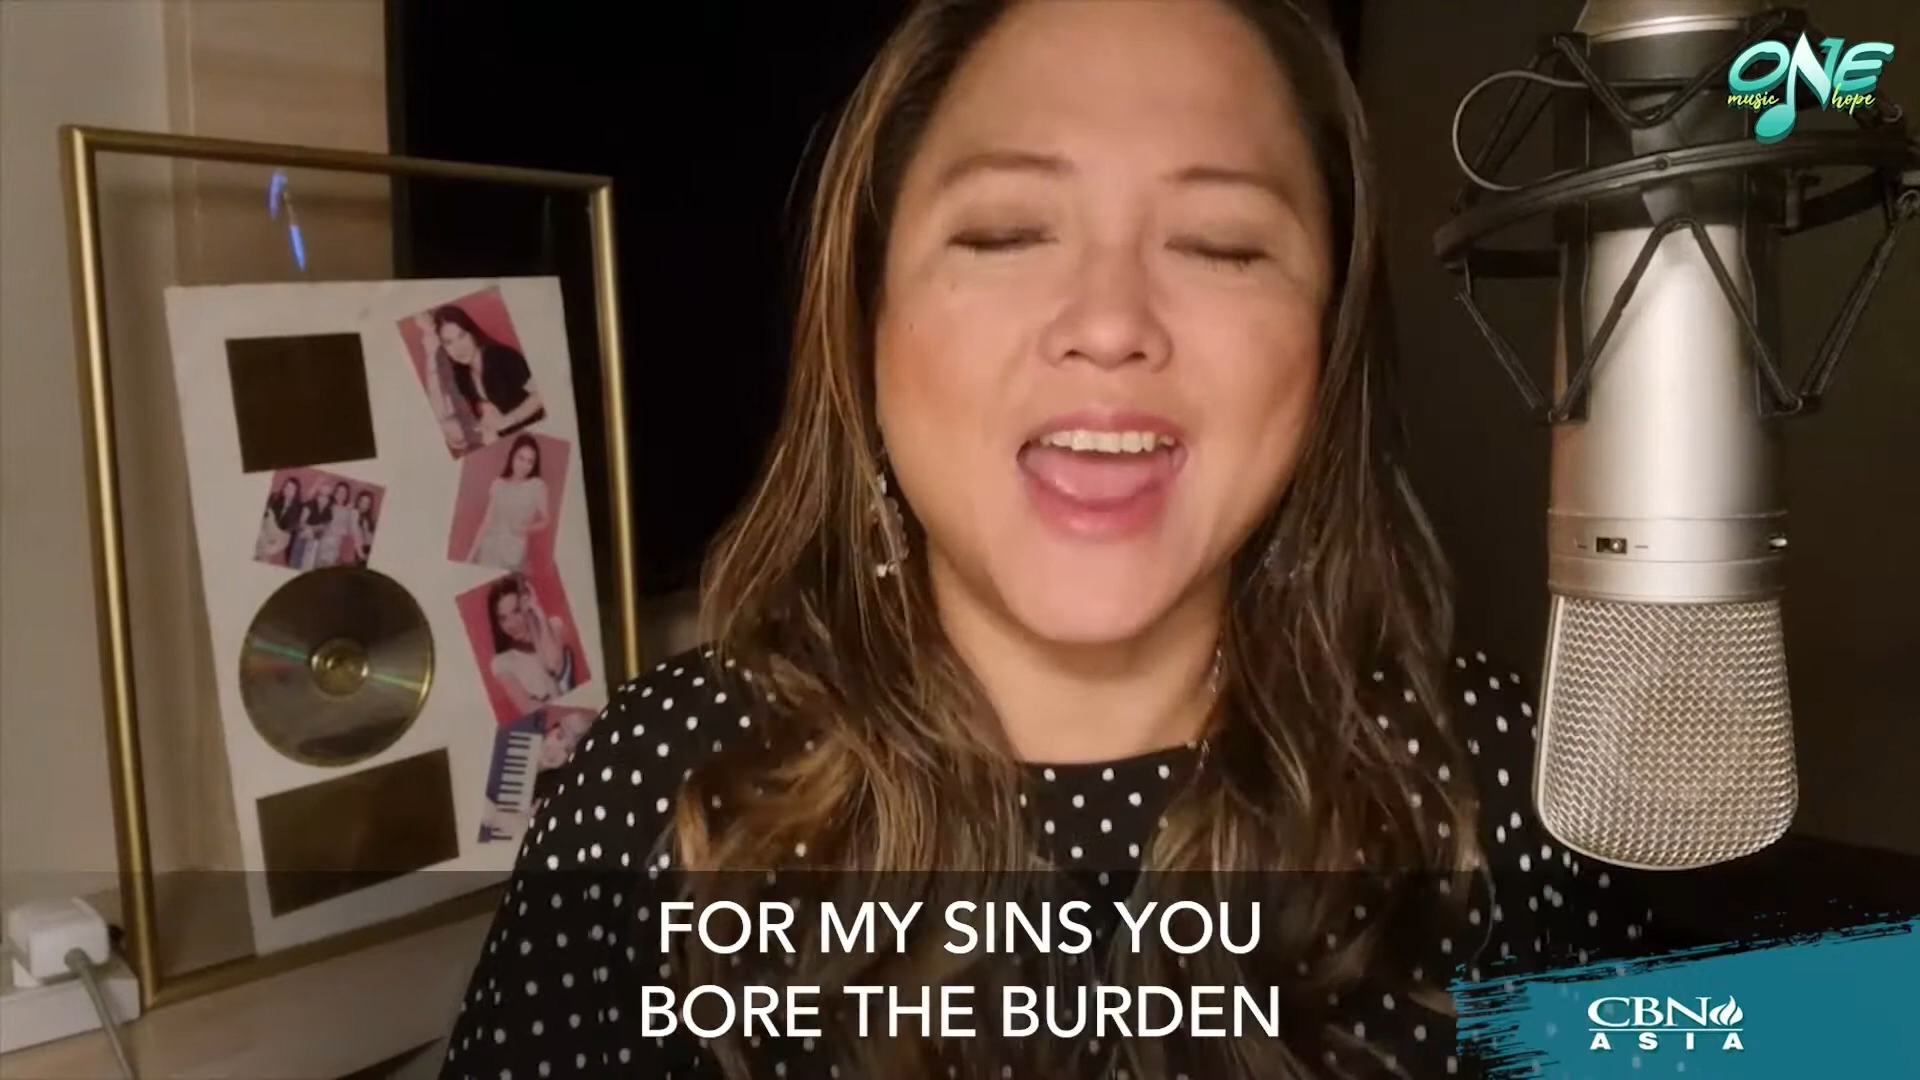 ONE
music hope
FOR MY SINS YOU
BORE THE BURDEN
CBN
ASIA